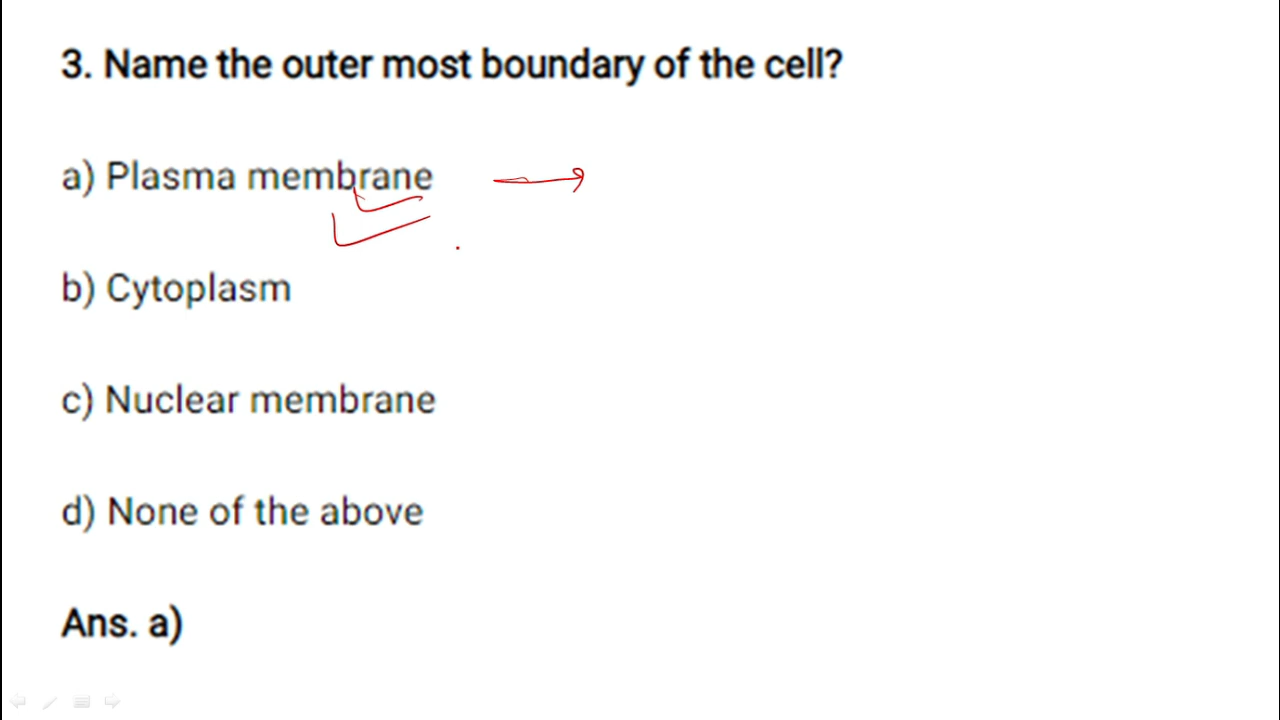 3. Name the outer most boundary of the cell?
a) Plasma membrane
b) Cytoplasm
c) Nuclear membrane
d) None of the above
Ans. a)